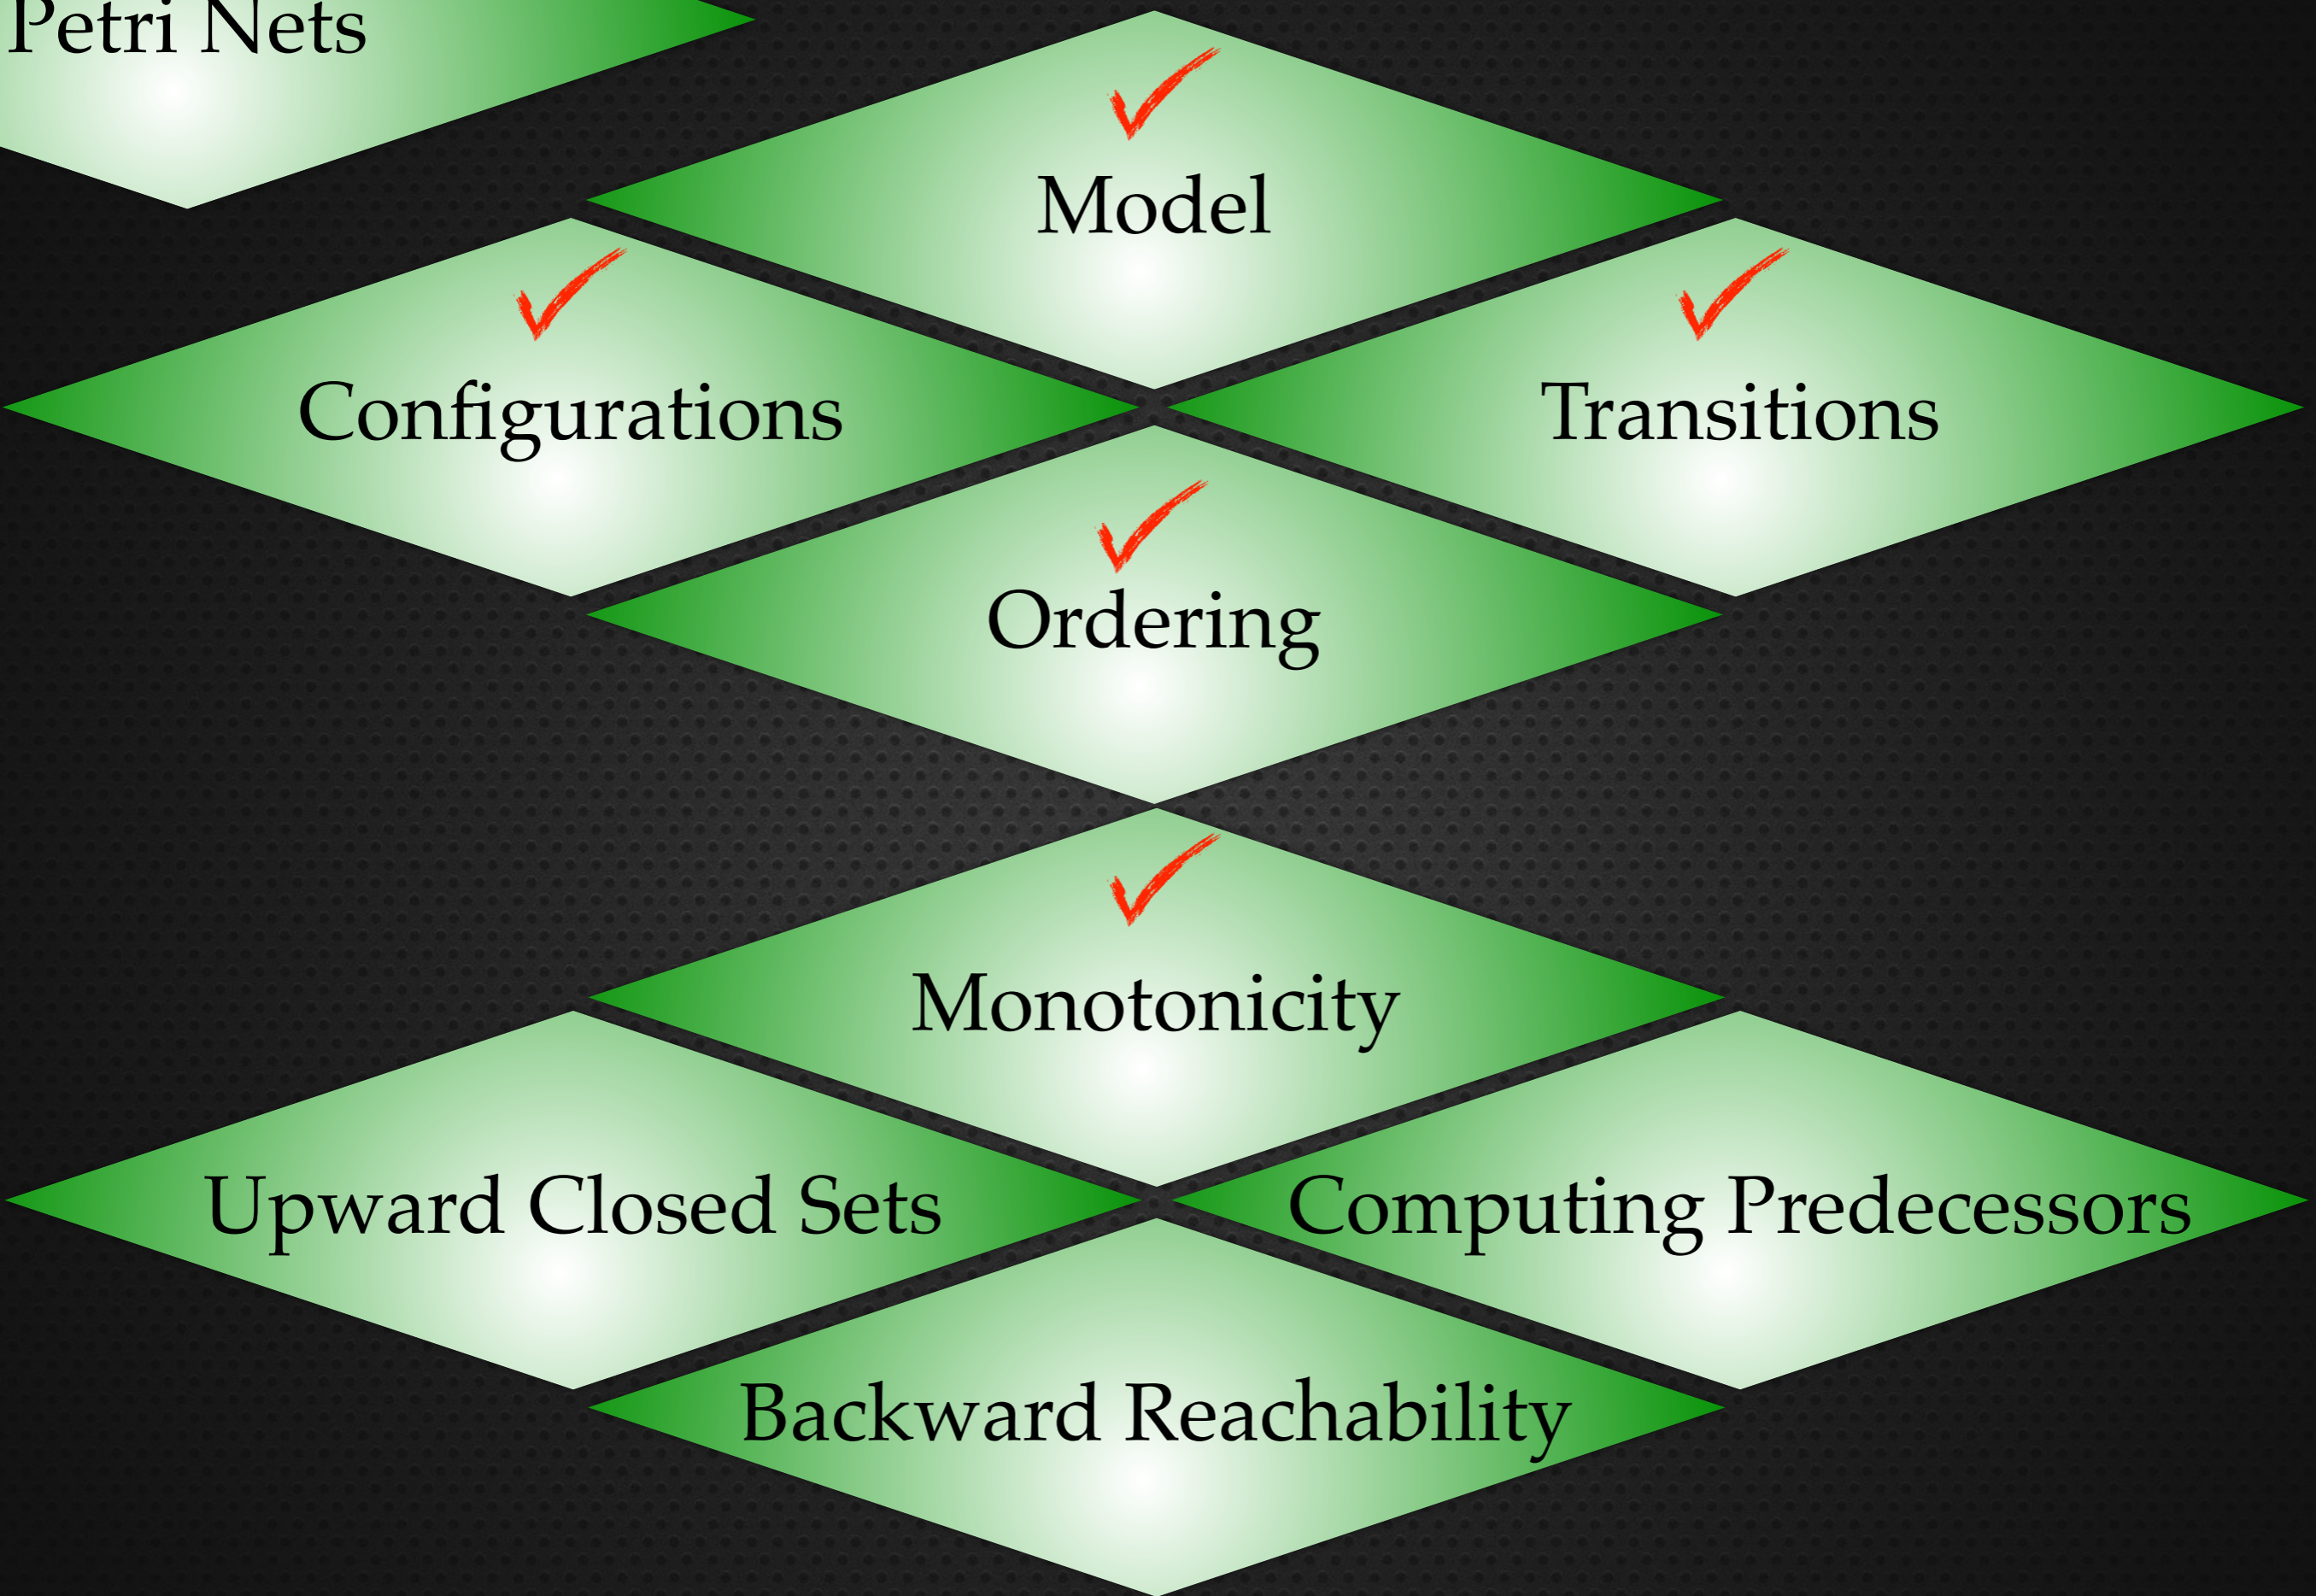 Petri Nets
Model
Configurations
Transitions
Ordering
Monotonicity
Upward Closed Sets
Computing Predecessors
Backward Reachability